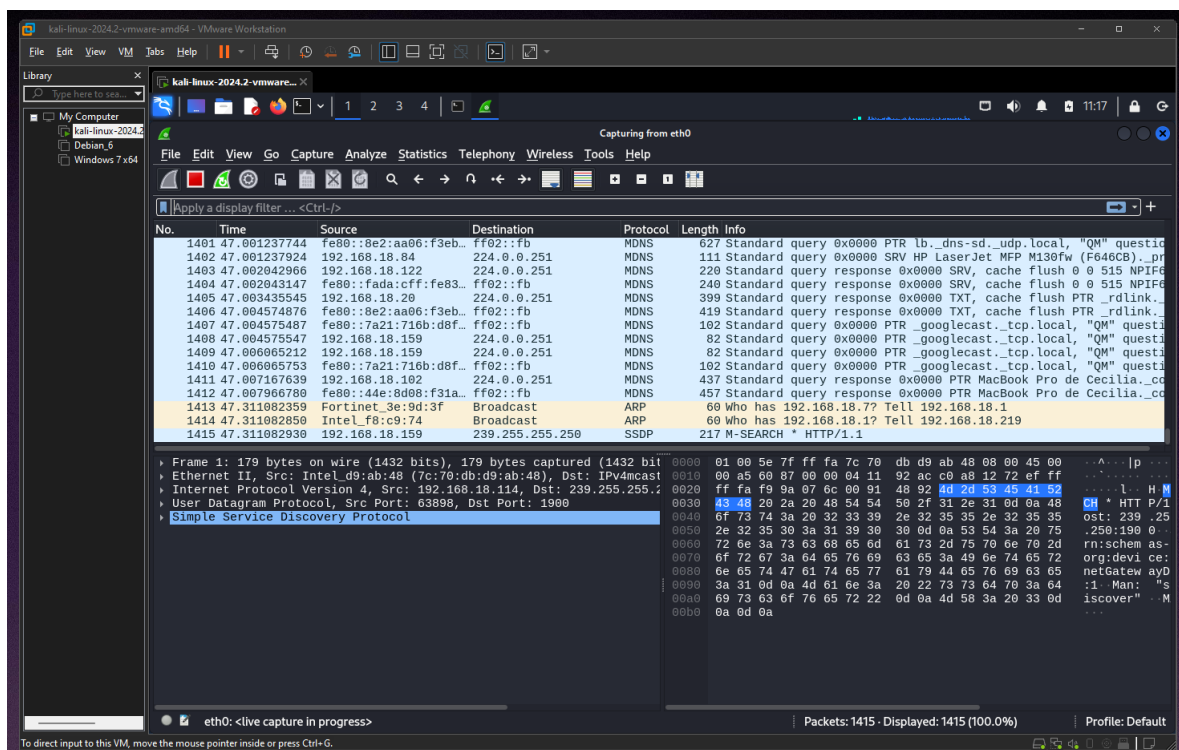 kali-linux-2024.2-vmware-amd64 - VMware Workstation
File Edit View VM Tabs Help
Library
Type here to sea...
My Computer
kali-linux-2024.2
Debian_6
Windows 7 x64
kali-linux-2024.2-vmware...
1 2 3 4
11:17
Capturing from eth0
File Edit View Go Capture Analyze Statistics Telephony Wireless Tools Help
Apply a display filter ... <Ctrl-/>
No. Time Source Destination Protocol Length Info
1401 47.001237744 fe80::8e2:aa06:f3eb… ff02::fb MDNS 627 Standard query 0x0000 PTR lb._dns-sd._udp.local, "QM" questio
1402 47.001237924 192.168.18.84 224.0.0.251 MDNS 111 Standard query 0x0000 SRV HP LaserJet MFP M130fw (F646CB)._pr
1403 47.002042966 192.168.18.122 224.0.0.251 MDNS 220 Standard query response 0x0000 SRV, cache flush 0 0 515 NPIF6
1404 47.002043147 fe80::fada:cff:fe83… ff02::fb MDNS 240 Standard query response 0x0000 SRV, cache flush 0 0 515 NPIF6
1405 47.003435545 192.168.18.20 224.0.0.251 MDNS 399 Standard query response 0x0000 TXT, cache flush PTR _rdlink._
1406 47.004574876 fe80::8e2:aa06:f3eb… ff02::fb MDNS 419 Standard query response 0x0000 TXT, cache flush PTR _rdlink._
1407 47.004575487 fe80::7a21:716b:d8f… ff02::fb MDNS 102 Standard query 0x0000 PTR _googlecast._tcp.local, "QM" questi
1408 47.004575547 192.168.18.159 224.0.0.251 MDNS 82 Standard query 0x0000 PTR _googlecast._tcp.local, "QM" questi
1409 47.006065212 192.168.18.159 224.0.0.251 MDNS 82 Standard query 0x0000 PTR _googlecast._tcp.local, "QM" questi
1410 47.006065753 fe80::7a21:716b:d8f… ff02::fb MDNS 102 Standard query 0x0000 PTR _googlecast._tcp.local, "QM" questi
1411 47.007167639 192.168.18.102 224.0.0.251 MDNS 437 Standard query response 0x0000 PTR MacBook Pro de Cecilia._co
1412 47.007966780 fe80::44e:8d08:f31a… ff02::fb MDNS 457 Standard query response 0x0000 PTR MacBook Pro de Cecilia._co
1413 47.311082359 Fortinet_3e:9d:3f Broadcast ARP 60 Who has 192.168.18.7? Tell 192.168.18.1
1414 47.311082850 Intel_f8:c9:74 Broadcast ARP 60 Who has 192.168.18.1? Tell 192.168.18.219
1415 47.311082930 192.168.18.159 239.255.255.250 SSDP 217 M-SEARCH * HTTP/1.1
Frame 1: 179 bytes on wire (1432 bits), 179 bytes captured (1432 bit
Ethernet II, Src: Intel_d9:ab:48 (7c:70:db:d9:ab:48), Dst: IPv4mcast
Internet Protocol Version 4, Src: 192.168.18.114, Dst: 239.255.255.2
User Datagram Protocol, Src Port: 63898, Dst Port: 1900
Simple Service Discovery Protocol
0000 01 00 5e 7f ff fa 7c 70 db d9 ab 48 08 00 45 00 ··^···|p ···
0010 00 a5 60 87 00 00 04 11 92 ac c0 a8 12 72 ef ff
0020 ff fa f9 9a 07 6c 00 91 48 92 4d 2d 53 45 41 52 ·····l·· H·M
0030 43 48 20 2a 20 48 54 54 50 2f 31 2e 31 0d 0a 48 CH * HTT P/1
0040 6f 73 74 3a 20 32 33 39 2e 32 35 35 2e 32 35 35 ost: 239 .25
0050 2e 32 35 30 3a 31 39 30 30 0d 0a 53 54 3a 20 75 .250:190 0··
0060 72 6e 3a 73 63 68 65 6d 61 73 2d 75 70 6e 70 2d rn:schem as-
0070 6f 72 67 3a 64 65 76 69 63 65 3a 49 6e 74 65 72 org:devi ce:
0080 6e 65 74 47 61 74 65 77 61 79 44 65 76 69 63 65 netGatew ayD
0090 3a 31 0d 0a 4d 61 6e 3a 20 22 73 73 64 70 3a 64 :1··Man: "s
00a0 69 73 63 6f 76 65 72 22 0d 0a 4d 58 3a 20 33 0d iscover" ··M
00b0 0a 0d 0a ···
eth0: <live capture in progress>
Packets: 1415 · Displayed: 1415 (100.0%)
Profile: Default
To direct input to this VM, move the mouse pointer inside or press Ctrl+G.